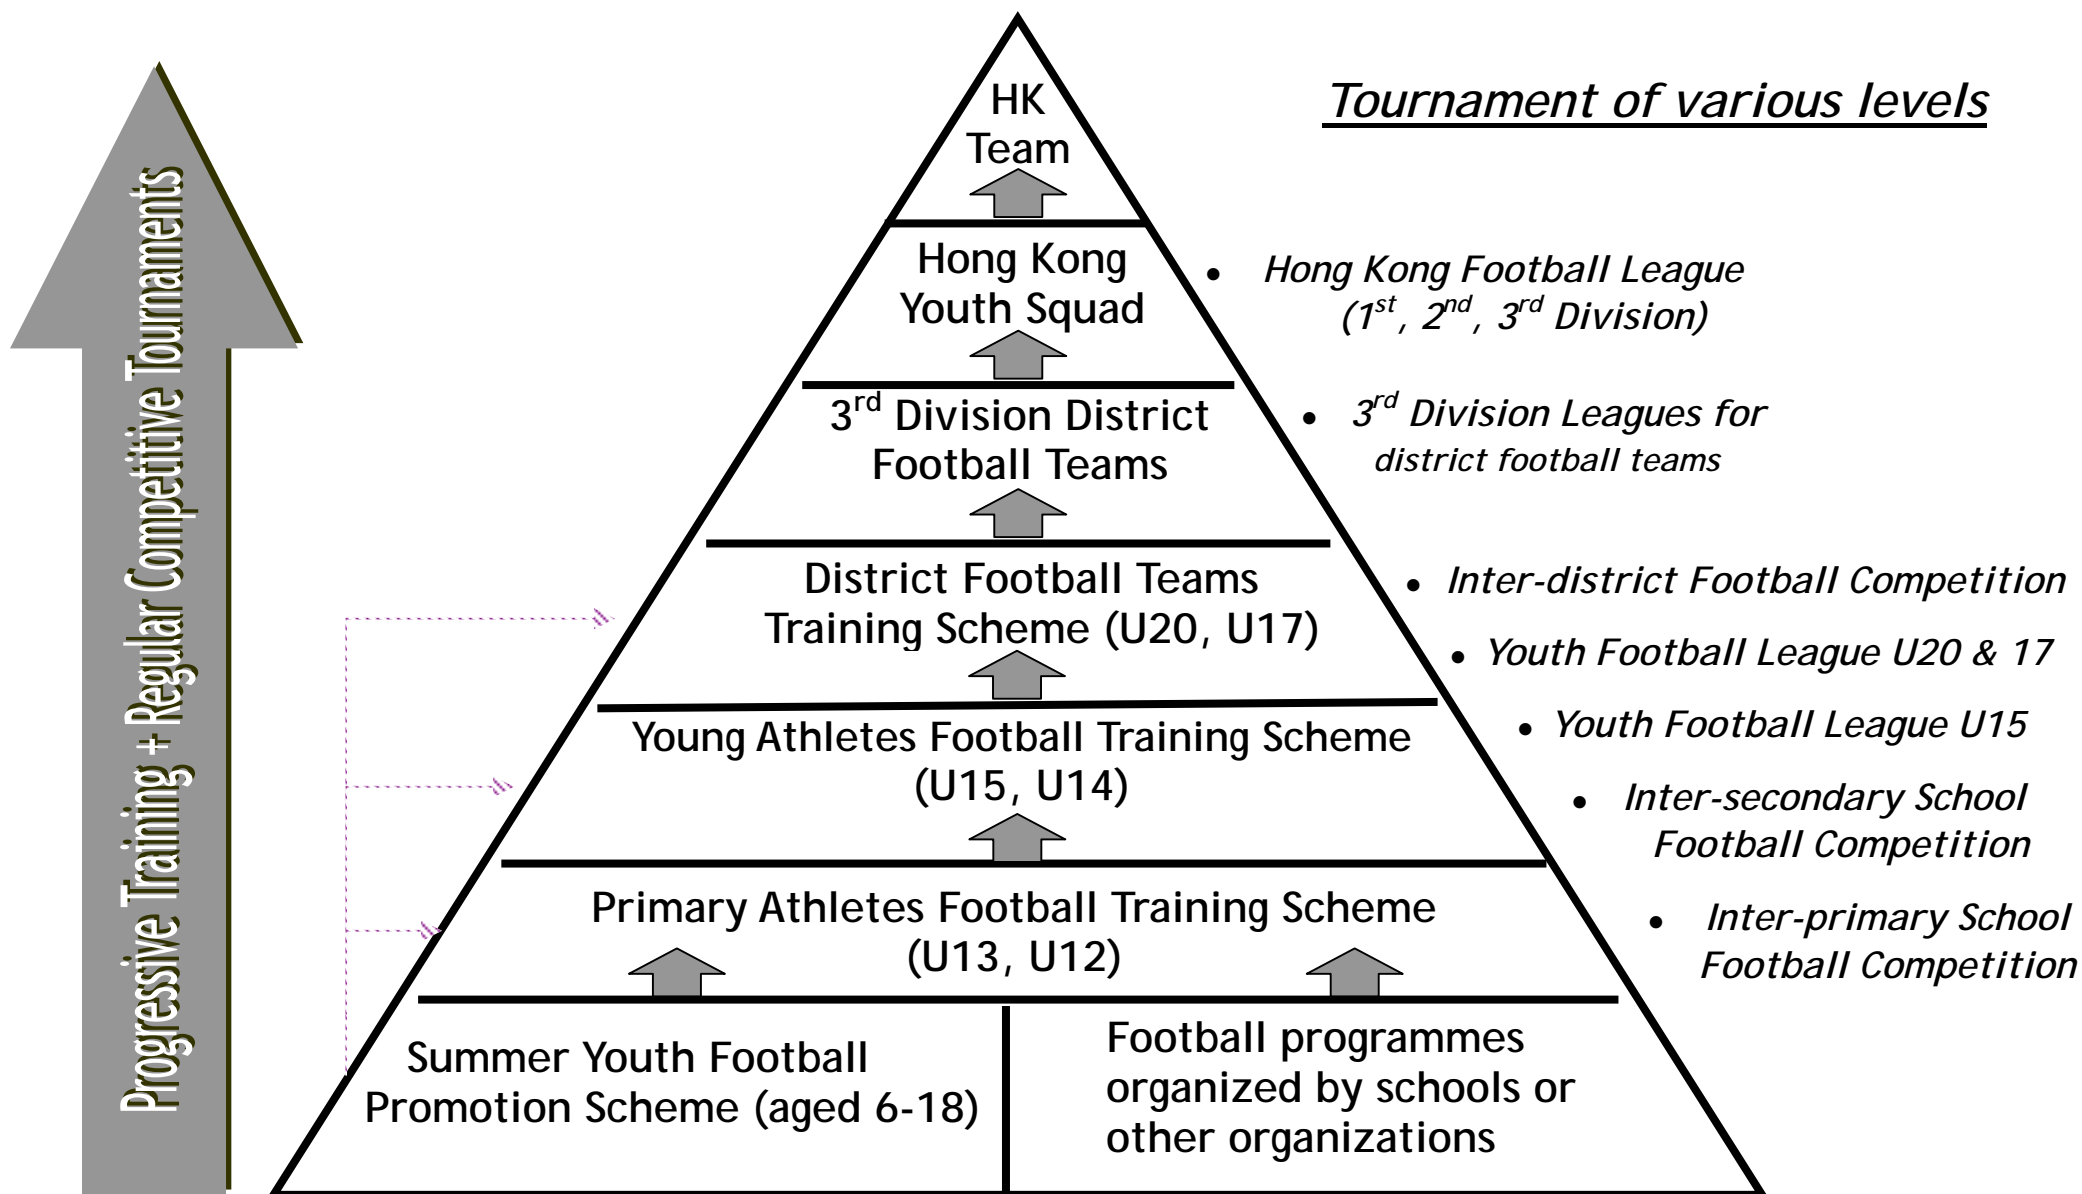 Progressive Training + Regular Competitive Tournaments
HK
Team
Hong Kong
Youth Squad
3rd Division District
Football Teams
District Football Teams
Training Scheme (U20, U17)
Young Athletes Football Training Scheme
(U15, U14)
Primary Athletes Football Training Scheme
(U13, U12)
Summer Youth Football
Promotion Scheme (aged 6-18)
Football programmes
organized by schools or
other organizations
Tournament of various levels
• Hong Kong Football League
(1st, 2nd, 3rd Division)
• 3rd Division Leagues for
district football teams
• Inter-district Football Competition
• Youth Football League U20 & 17
• Youth Football League U15
• Inter-secondary School
Football Competition
• Inter-primary School
Football Competition